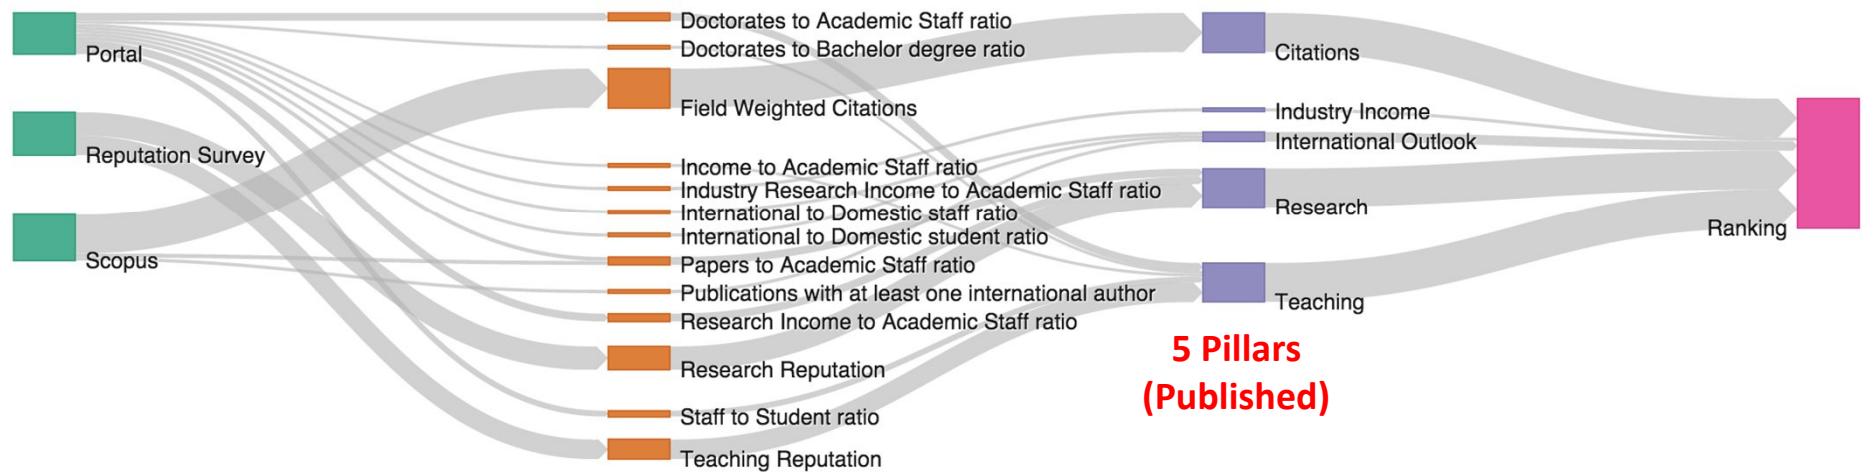 Portal
Reputation Survey
Scopus
Doctorates to Academic Staff ratio
Doctorates to Bachelor degree ratio
Field Weighted Citations
Income to Academic Staff ratio
Industry Research Income to Academic Staff ratio
International to Domestic staff ratio
International to Domestic student ratio
Papers to Academic Staff ratio
Publications with at least one international author
Research Income to Academic Staff ratio
Research Reputation
Staff to Student ratio
Teaching Reputation
Citations
Industry Income
International Outlook
Research
Teaching
5 Pillars
(Published)
Ranking